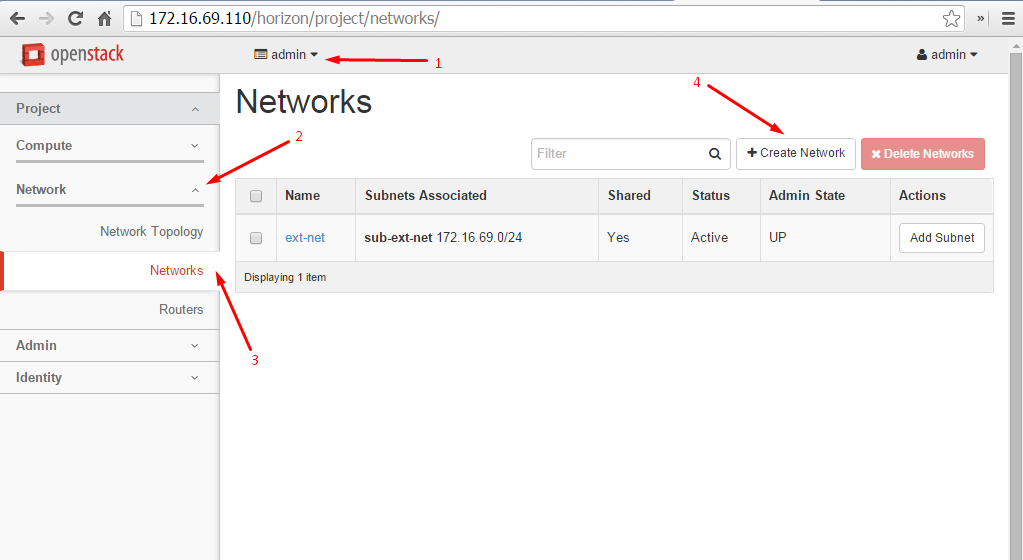 172.16.69.110/horizon/project/networks/
»
openstack
admin
1
admin
Project
Networks
4
Compute
2
Filter
+ Create Network
✖ Delete Networks
Network
Name Subnets Associated Shared Status Admin State Actions
Network Topology
ext-net sub-ext-net 172.16.69.0/24 Yes Active UP Add Subnet
Networks
Displaying 1 item
Routers
3
Admin
Identity